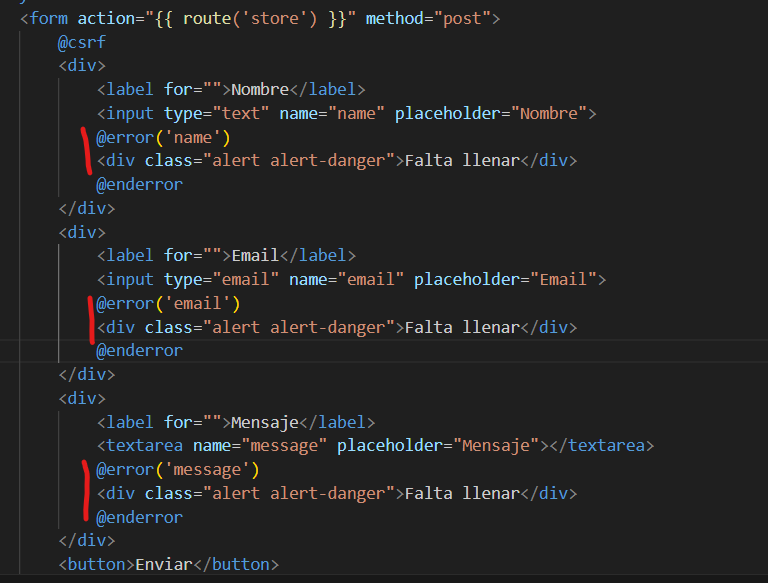 <form action="{{ route('store') }}" method="post">
@csrf
<div>
<label for="">Nombre</label>
<input type="text" name="name" placeholder="Nombre">
@error('name')
<div class="alert alert-danger">Falta llenar</div>
@enderror
</div>
<div>
<label for="">Email</label>
<input type="email" name="email" placeholder="Email">
@error('email')
<div class="alert alert-danger">Falta llenar</div>
@enderror
</div>
<div>
<label for="">Mensaje</label>
<textarea name="message" placeholder="Mensaje"></textarea>
@error('message')
<div class="alert alert-danger">Falta llenar</div>
@enderror
</div>
<button>Enviar</button>